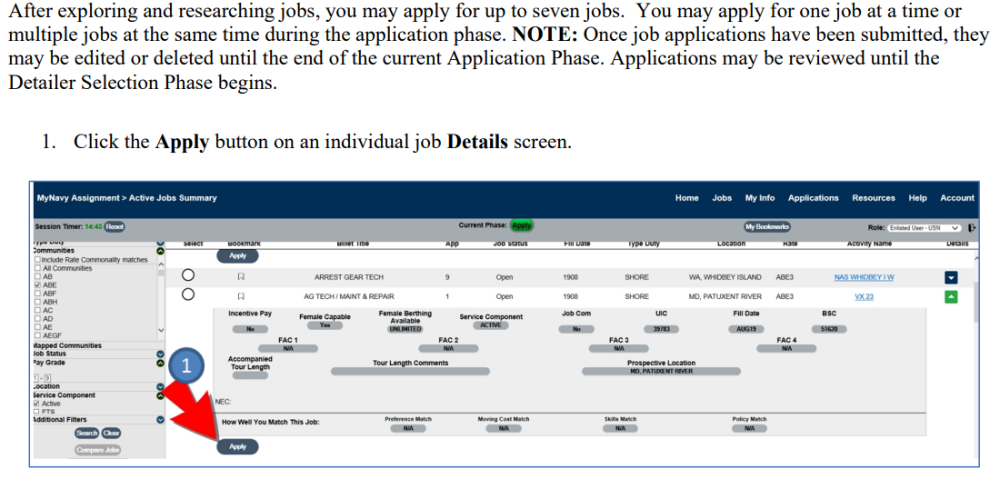 After exploring and researching jobs, you may apply for up to seven jobs.  You may apply for one job at a time or
multiple jobs at the same time during the application phase. NOTE: Once job applications have been submitted, they
may be edited or deleted until the end of the current Application Phase. Applications may be reviewed until the
Detailer Selection Phase begins.
1. Click the Apply button on an individual job Details screen.
MyNavy Assignment > Active Jobs Summary Home Jobs My Info Applications Resources Help Account
Session Timer: 14:43 Reset Current Phase: Apply My Bookmarks Role: Enlisted User - USN
Type Duty Select Bookmark Billet Title App Job Status Fill Date Type Duty Location Rate Activity Name Details
Communities
Apply
Include Rate Commonality matches
All Communities
AB
ARREST GEAR TECH 9 Open 1908 SHORE WA, WHIDBEY ISLAND ABE3 NAS WHIDBEY I W
ABE
ABF
AG TECH / MAINT & REPAIR 1 Open 1908 SHORE MD, PATUXENT RIVER ABE3 VX 23
ABH
AC
AD
AE
AEGF
Incentive Pay Female Capable Female Berthing Available Service Component Job Com UIC Fill Date BSC
No Yes UNLIMITED ACTIVE No 39783 AUG19 51620
FAC 1 FAC 2 FAC 3 FAC 4
N/A N/A N/A N/A
Mapped Communities
Job Status
Pay Grade
1 - 9
Location
Service Component
Active
FTS
Additional Filters
Search Clear
Compare Jobs
1
Accompanied Tour Length Tour Length Comments Prospective Location
MD, PATUXENT RIVER
NEC:
How Well You Match This Job: Preference Match Moving Cost Match Skills Match Policy Match
N/A N/A N/A N/A
Apply